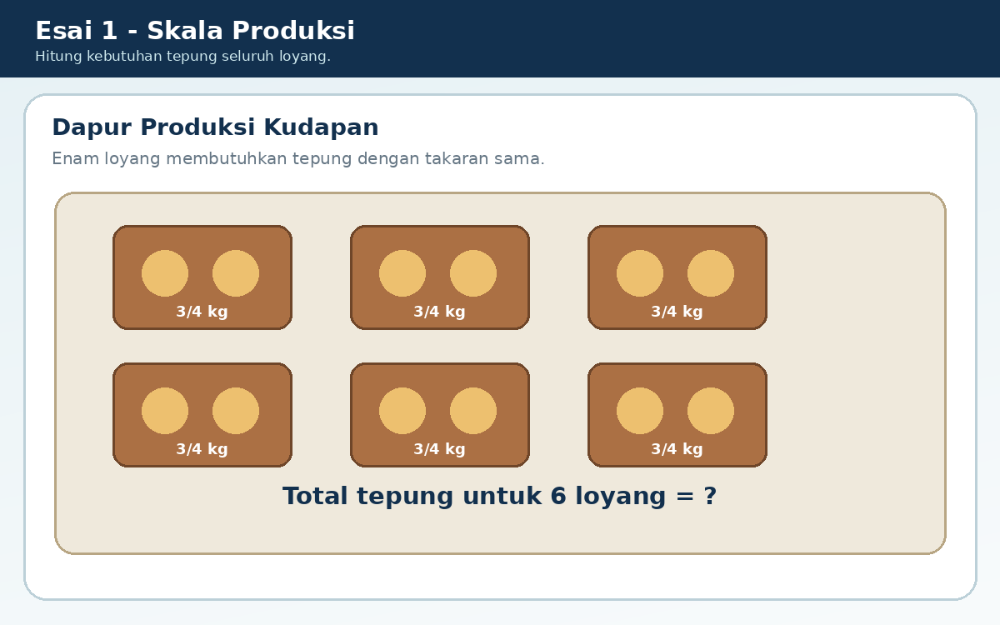 Esai 1 - Skala Produksi
Hitung kebutuhan tepung seluruh loyang.
Dapur Produksi Kudapan
Enam loyang membutuhkan tepung dengan takaran sama.
3/4 kg
3/4 kg
3/4 kg
3/4 kg
3/4 kg
3/4 kg
Total tepung untuk 6 loyang = ?